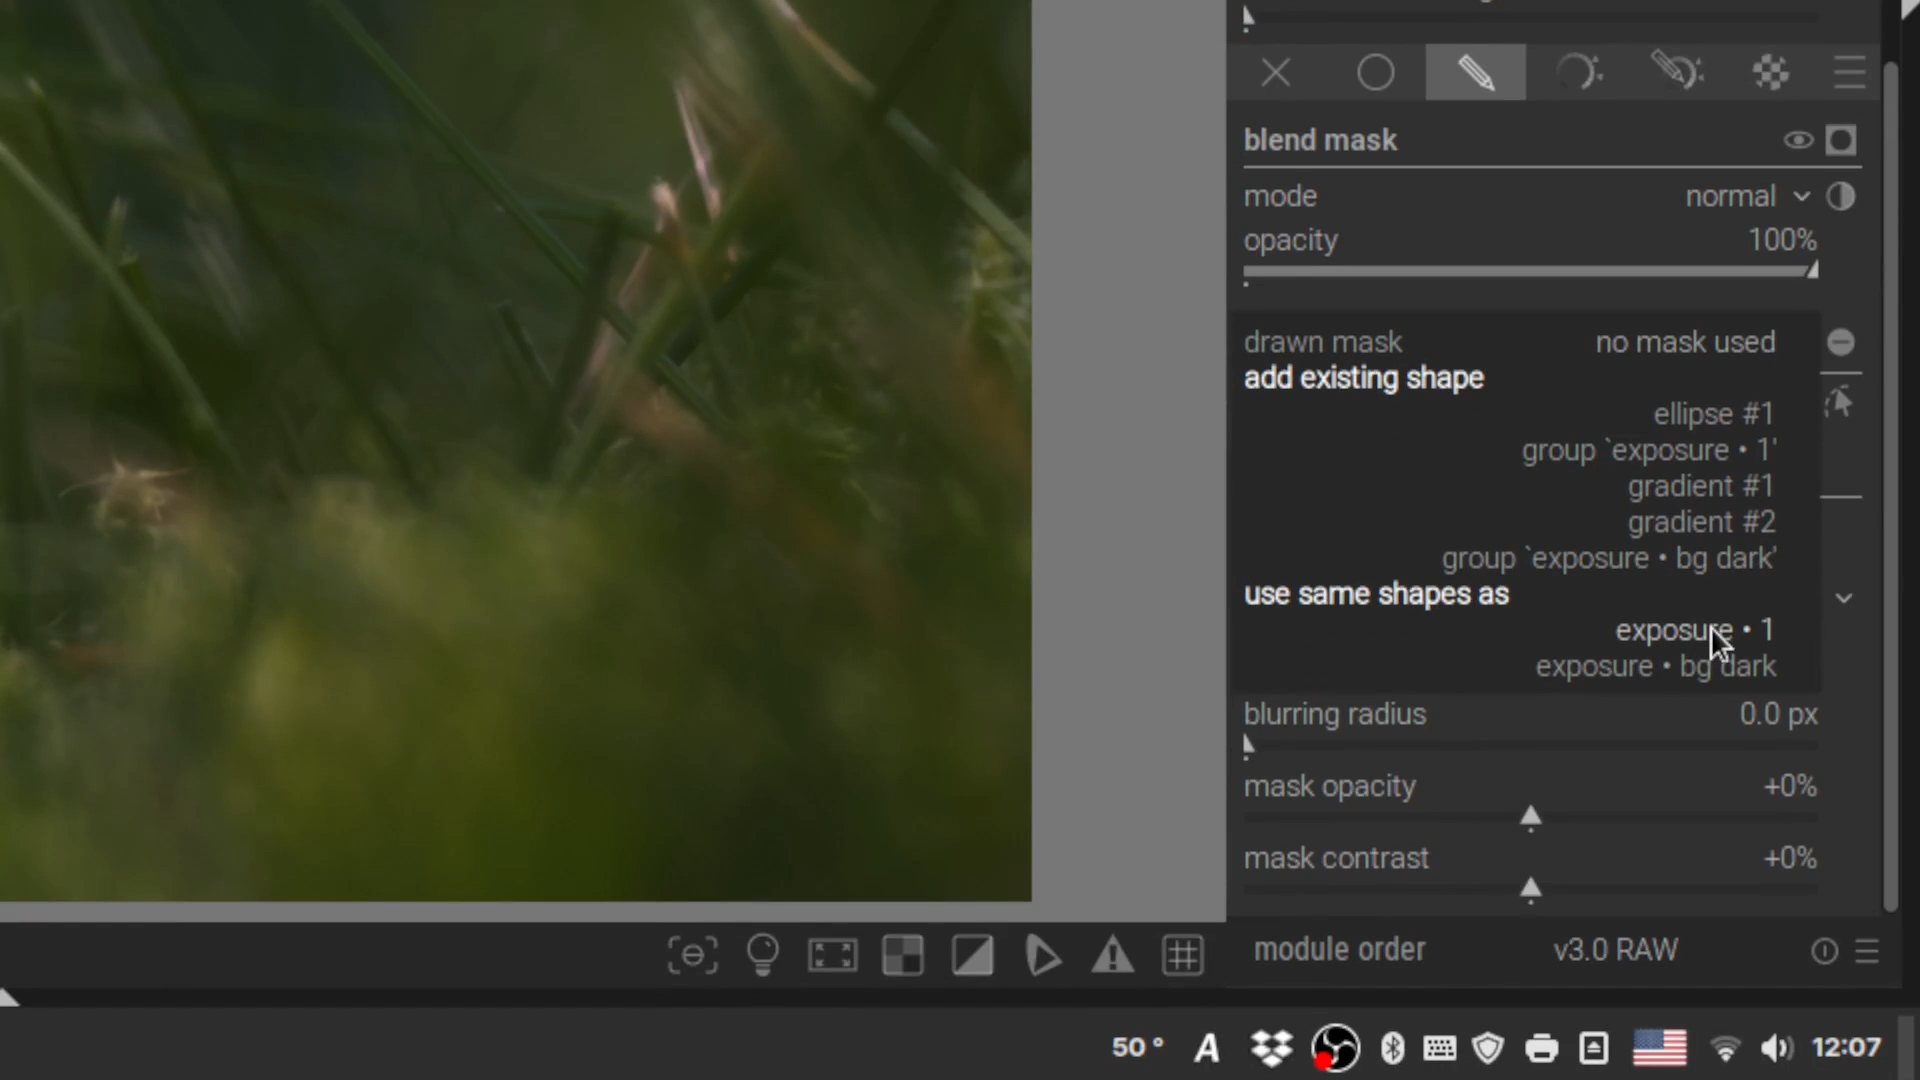 blend mask
mode normal
opacity 100%
drawn mask no mask used
add existing shape
ellipse #1
group `exposure • 1'
gradient #1
gradient #2
group `exposure • bg dark'
use same shapes as
exposure • 1
exposure • bg dark
blurring radius 0.0 px
mask opacity +0%
mask contrast +0%
module order v3.0 RAW
50 ° A 12:07